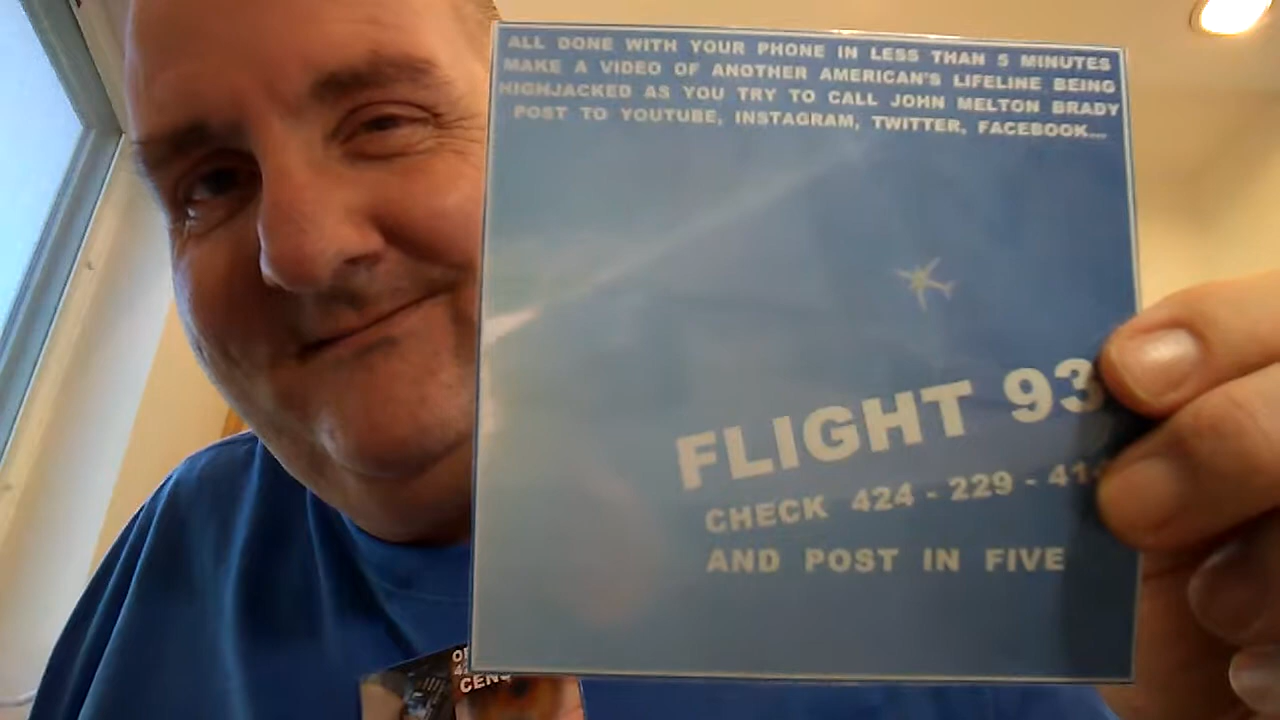 ALL DONE WITH YOUR PHONE IN LESS THAN 5 MINUTES
MAKE A VIDEO OF ANOTHER AMERICAN'S LIFELINE BEING
HIGHJACKED AS YOU TRY TO CALL JOHN MELTON BRADY
POST TO YOUTUBE, INSTAGRAM, TWITTER, FACEBOOK...
FLIGHT 93
CHECK 424 - 229 - 41
AND POST IN FIVE